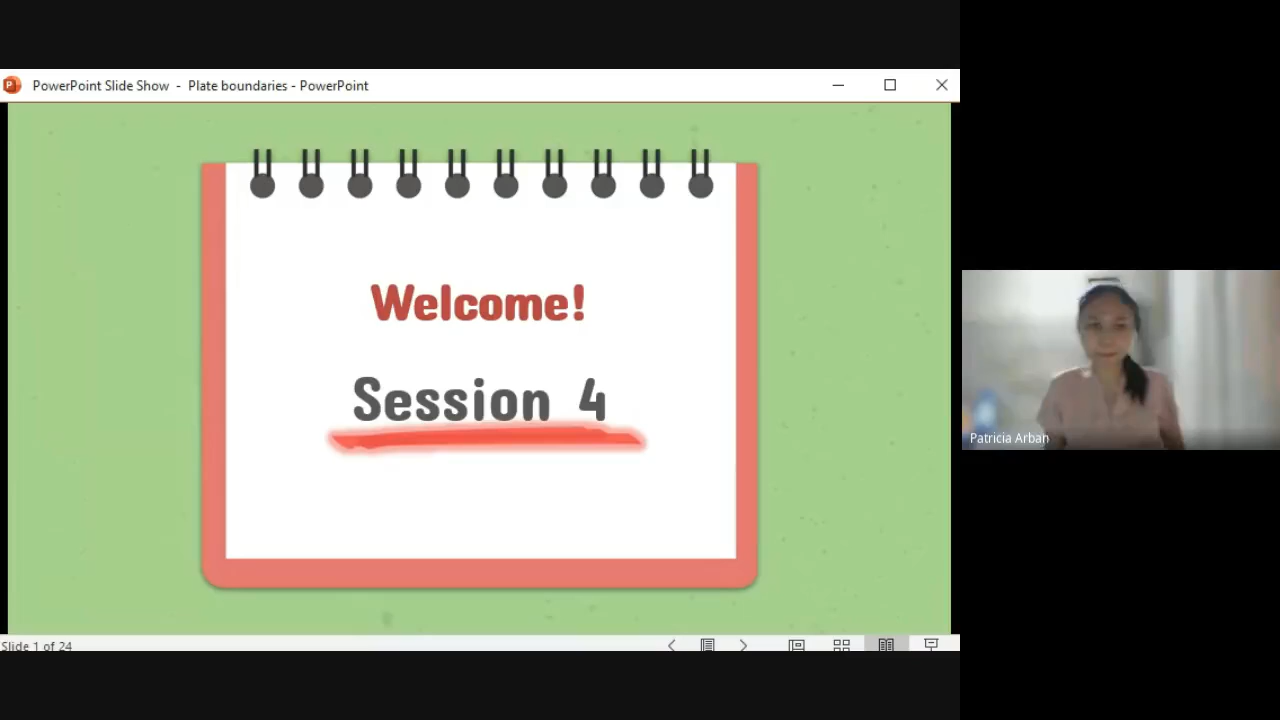 PowerPoint Slide Show - Plate boundaries - PowerPoint
Welcome!
Session 4
Patricia Arban
Slide 1 of 24